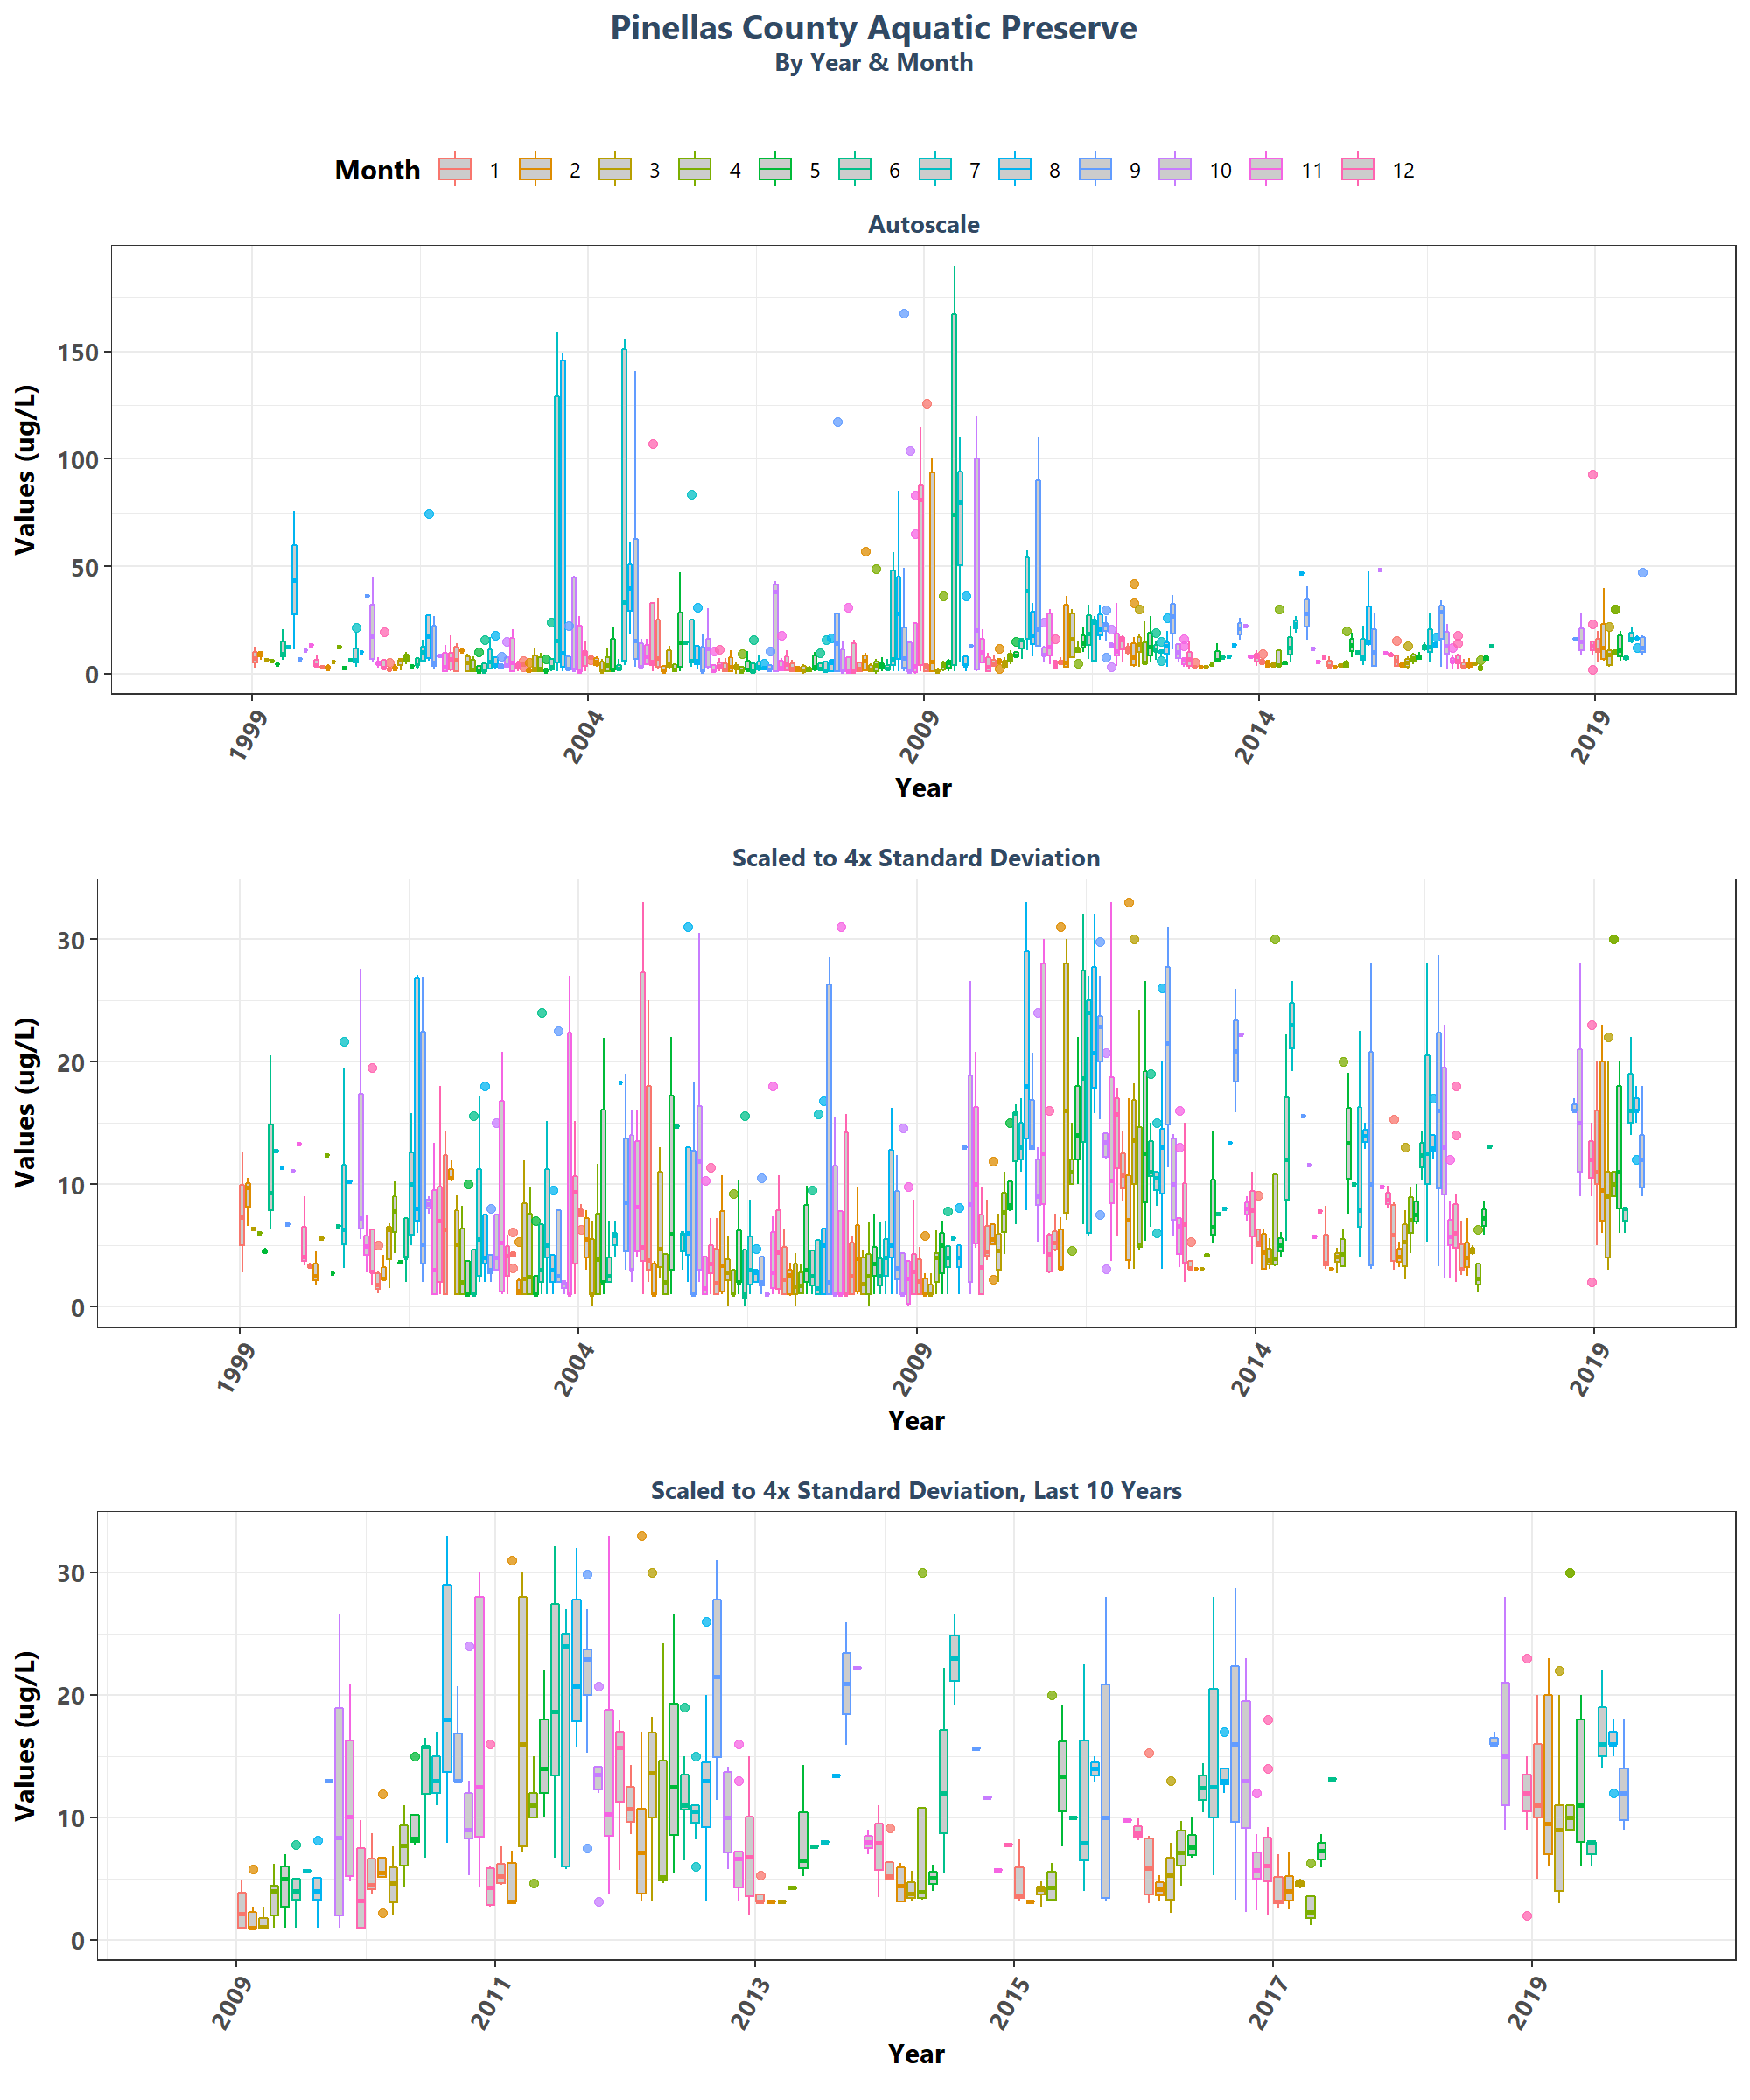 Pinellas County Aquatic Preserve
By Year & Month
Month 1 2 3 4 5 6 7 8 9 10 11 12
Autoscale
Values (ug/L)
150
100
50
0
1999 2004 2009 2014 2019
Year
Scaled to 4x Standard Deviation
Values (ug/L)
30
20
10
0
1999 2004 2009 2014 2019
Year
Scaled to 4x Standard Deviation, Last 10 Years
Values (ug/L)
30
20
10
0
2009 2011 2013 2015 2017 2019
Year